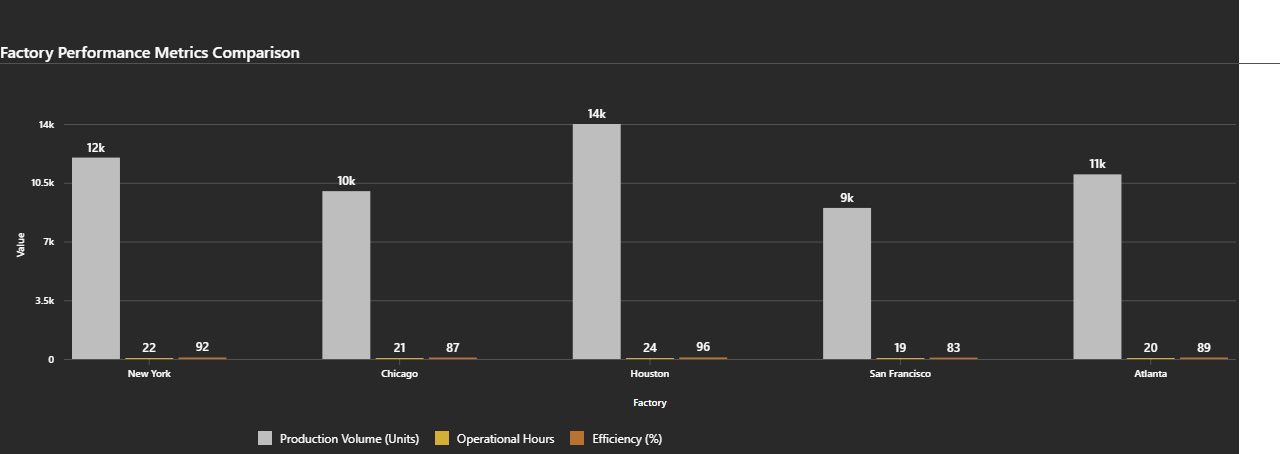 Factory Performance Metrics Comparison
14k
14k
12k
11k
10k
10.5k
9k
Value
7k
3.5k
0
22
92
21
87
24
96
19
83
20
89
New York
Chicago
Houston
San Francisco
Atlanta
Factory
Production Volume (Units)
Operational Hours
Efficiency (%)